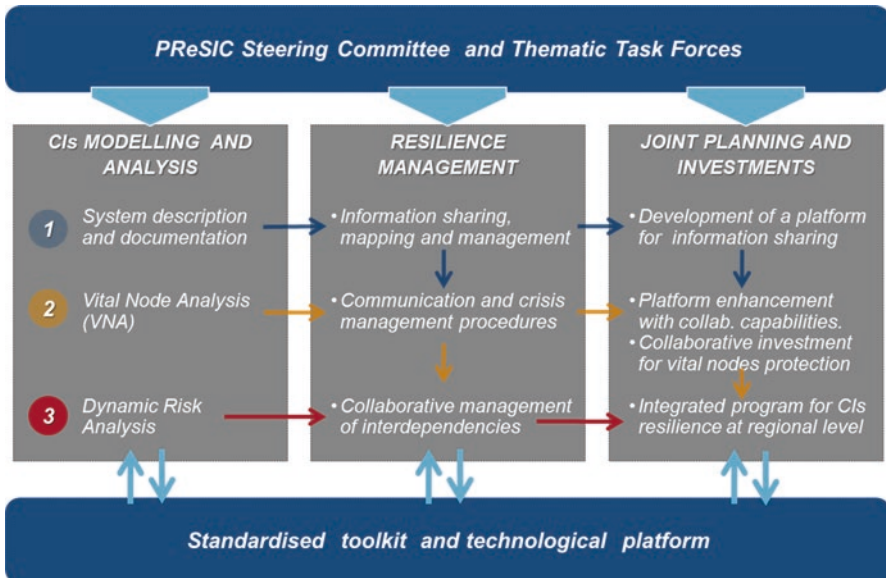 PReSIC Steering Committee and Thematic Task Forces
CIs MODELLING AND
ANALYSIS
1
System description
and documentation
2
Vital Node Analysis
(VNA)
3
Dynamic Risk
Analysis
RESILIENCE
MANAGEMENT
• Information sharing,
mapping and management
• Communication and crisis
management procedures
• Collaborative management
of interdependencies
JOINT PLANNING AND
INVESTMENTS
• Development of a platform
for information sharing
• Platform enhancement
with collab. capabilities.
• Collaborative investment
for vital nodes protection
• Integrated program for CIs
resilience at regional level
Standardised toolkit and technological platform